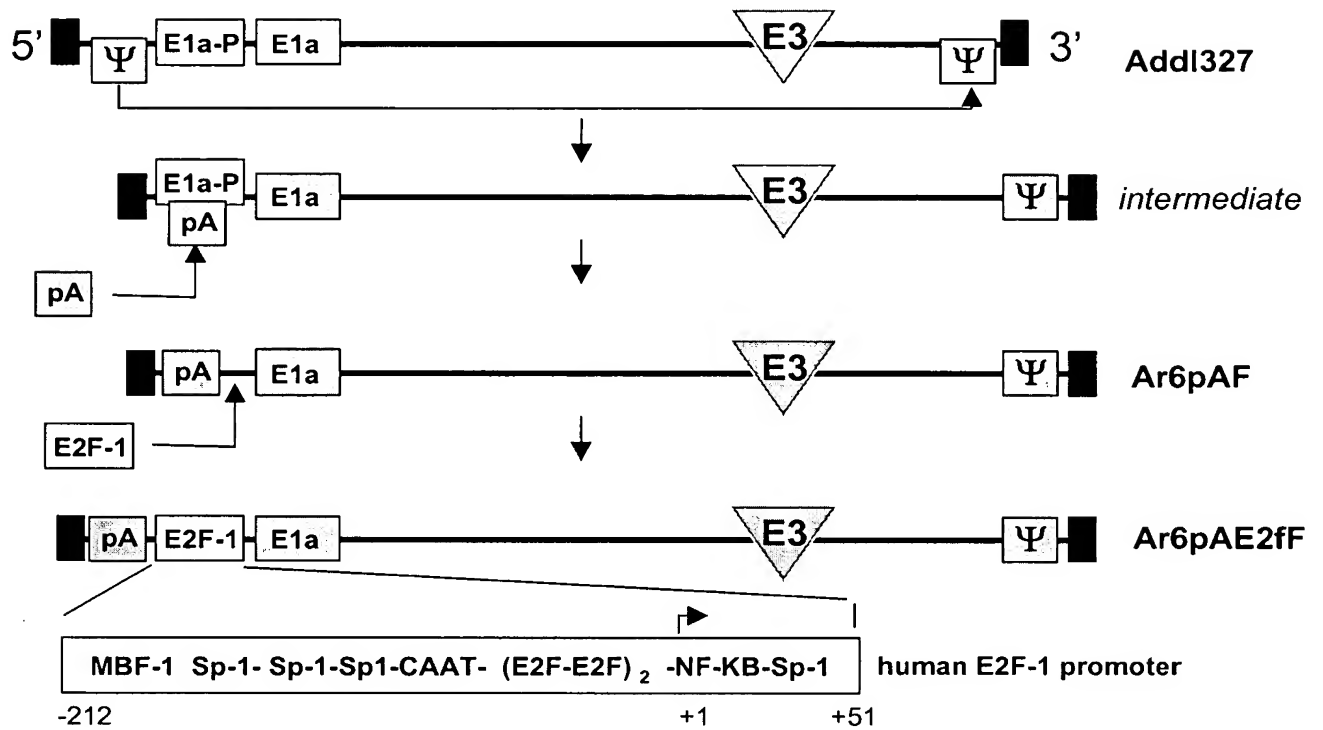 5' Ψ E1a-P E1a E3 Ψ 3' Addl327
E1a-P E1a E3 Ψ intermediate
pA
pA
pA E1a E3 Ψ Ar6pAF
E2F-1
pA E2F-1 E1a E3 Ψ Ar6pAE2fF
MBF-1 Sp-1- Sp-1-Sp1-CAAT- (E2F-E2F) 2 -NF-KB-Sp-1 human E2F-1 promoter
-212 +1 +51